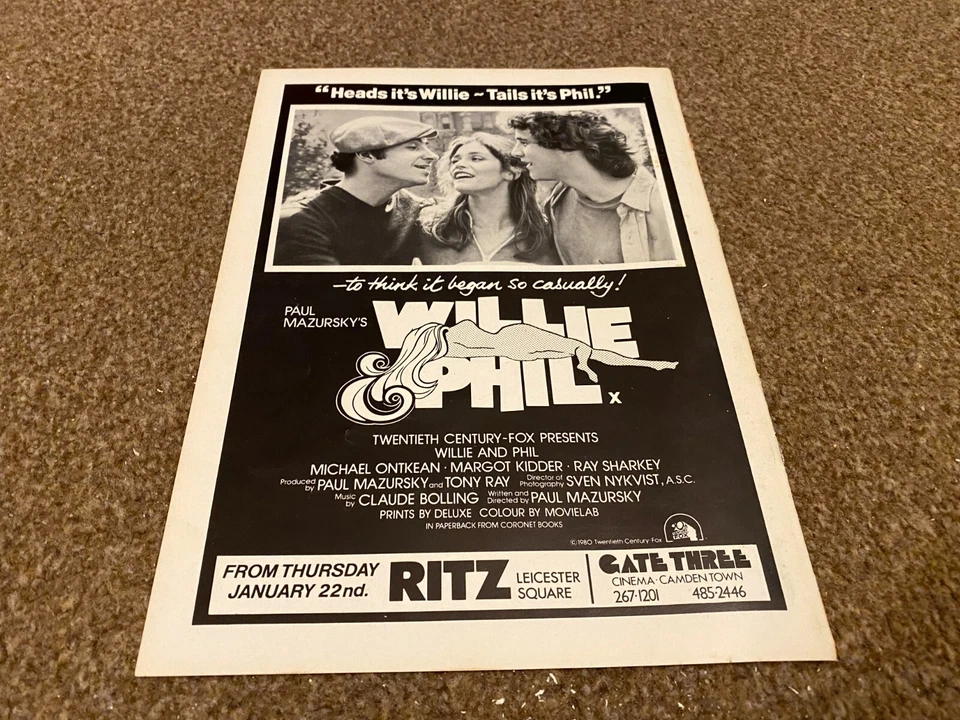 “Heads it's Willie ~ Tails it's Phil.”
—to think it began so casually!
PAUL MAZURSKY'S
WILLIE
& PHIL. X
TWENTIETH CENTURY-FOX PRESENTS
WILLIE AND PHIL
MICHAEL ONTKEAN · MARGOT KIDDER · RAY SHARKEY
Produced by PAUL MAZURSKY and TONY RAY Director of Photography SVEN NYKVIST, A.S.C.
Music by CLAUDE BOLLING Written and Directed by PAUL MAZURSKY
PRINTS BY DELUXE COLOUR BY MOVIELAB
IN PAPERBACK FROM CORONET BOOKS
©1980 Twentieth Century-Fox
FOX
FROM THURSDAY
JANUARY 22nd.
RITZ LEICESTER SQUARE
GATE THREE
CINEMA·CAMDEN TOWN
267·1201 485·2446